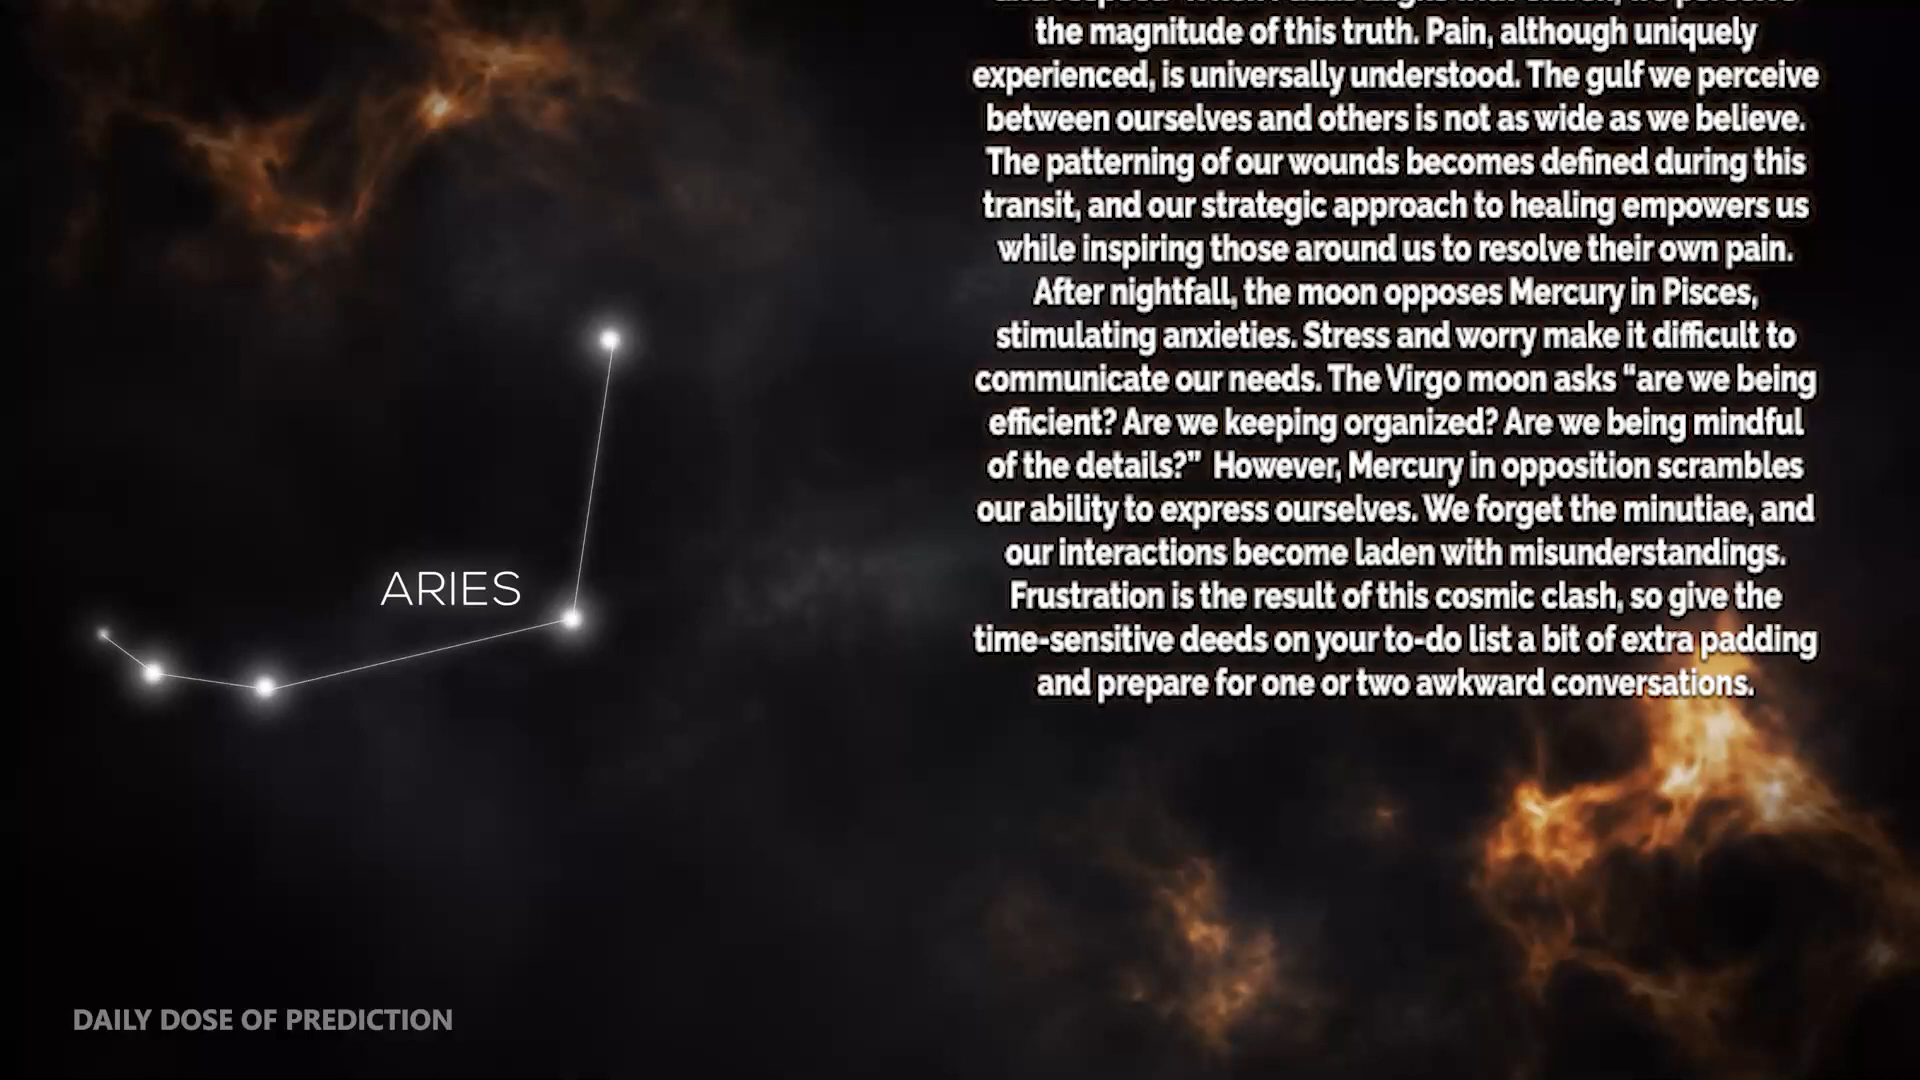 the magnitude of this truth. Pain, although uniquely
experienced, is universally understood. The gulf we perceive
between ourselves and others is not as wide as we believe.
The patterning of our wounds becomes defined during this
transit, and our strategic approach to healing empowers us
while inspiring those around us to resolve their own pain.
After nightfall, the moon opposes Mercury in Pisces,
stimulating anxieties. Stress and worry make it difficult to
communicate our needs. The Virgo moon asks “are we being
efficient? Are we keeping organized? Are we being mindful
of the details?”  However, Mercury in opposition scrambles
our ability to express ourselves. We forget the minutiae, and
our interactions become laden with misunderstandings.
Frustration is the result of this cosmic clash, so give the
time-sensitive deeds on your to-do list a bit of extra padding
and prepare for one or two awkward conversations.
ARIES
DAILY DOSE OF PREDICTION